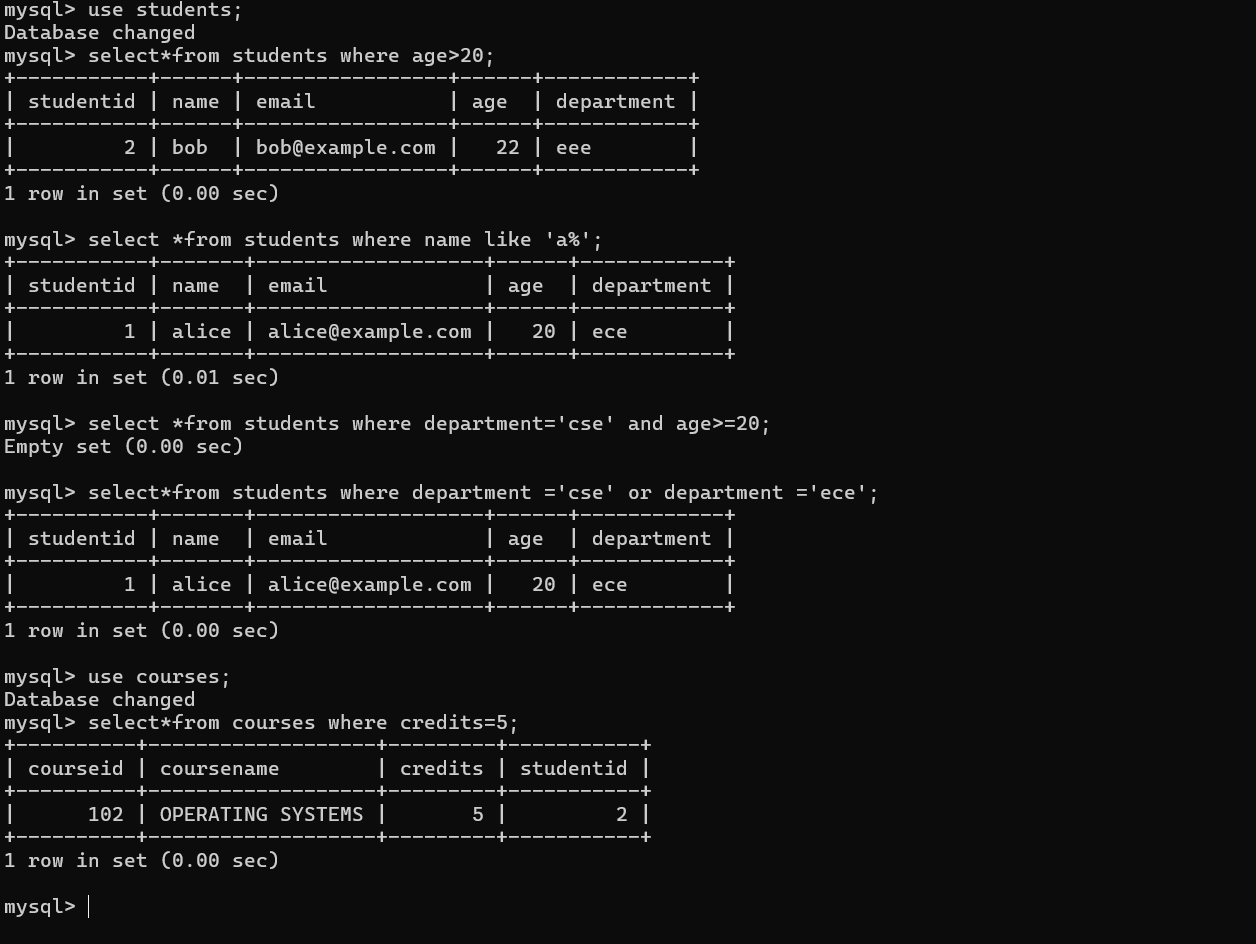 mysql> use students;
Database changed
mysql> select*from students where age>20;
+-----------+------+-----------------+------+------------+
| studentid | name | email           | age  | department |
+-----------+------+-----------------+------+------------+
|         2 | bob  | bob@example.com |   22 | eee        |
+-----------+------+-----------------+------+------------+
1 row in set (0.00 sec)

mysql> select *from students where name like 'a%';
+-----------+-------+-------------------+------+------------+
| studentid | name  | email             | age  | department |
+-----------+-------+-------------------+------+------------+
|         1 | alice | alice@example.com |   20 | ece        |
+-----------+-------+-------------------+------+------------+
1 row in set (0.01 sec)

mysql> select *from students where department='cse' and age>=20;
Empty set (0.00 sec)

mysql> select*from students where department ='cse' or department ='ece';
+-----------+-------+-------------------+------+------------+
| studentid | name  | email             | age  | department |
+-----------+-------+-------------------+------+------------+
|         1 | alice | alice@example.com |   20 | ece        |
+-----------+-------+-------------------+------+------------+
1 row in set (0.00 sec)

mysql> use courses;
Database changed
mysql> select*from courses where credits=5;
+----------+-------------------+---------+-----------+
| courseid | coursename        | credits | studentid |
+----------+-------------------+---------+-----------+
|      102 | OPERATING SYSTEMS |       5 |         2 |
+----------+-------------------+---------+-----------+
1 row in set (0.00 sec)

mysql>